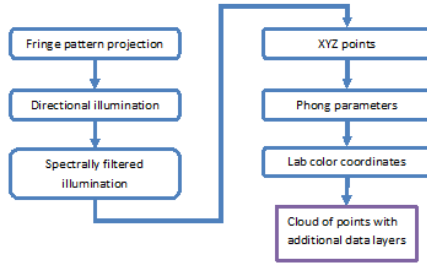 Fringe pattern projection
Directional illumination
Spectrally filtered
illumination
XYZ points
Phong parameters
Lab color coordinates
Cloud of points with
additional data layers